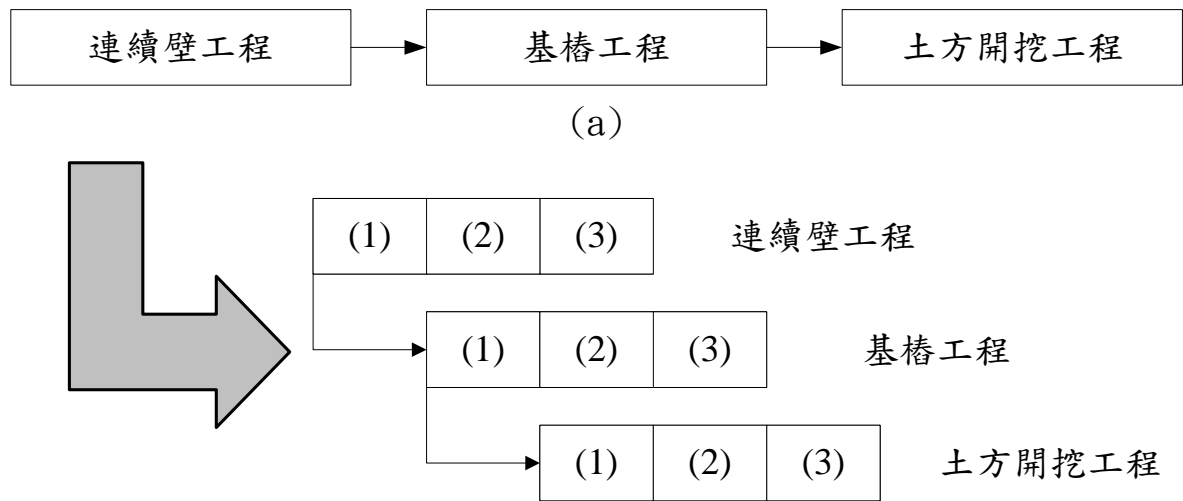 連續壁工程 基樁工程 土方開挖工程
(a)
(1) (2) (3) 連續壁工程
(1) (2) (3) 基樁工程
(1) (2) (3) 土方開挖工程